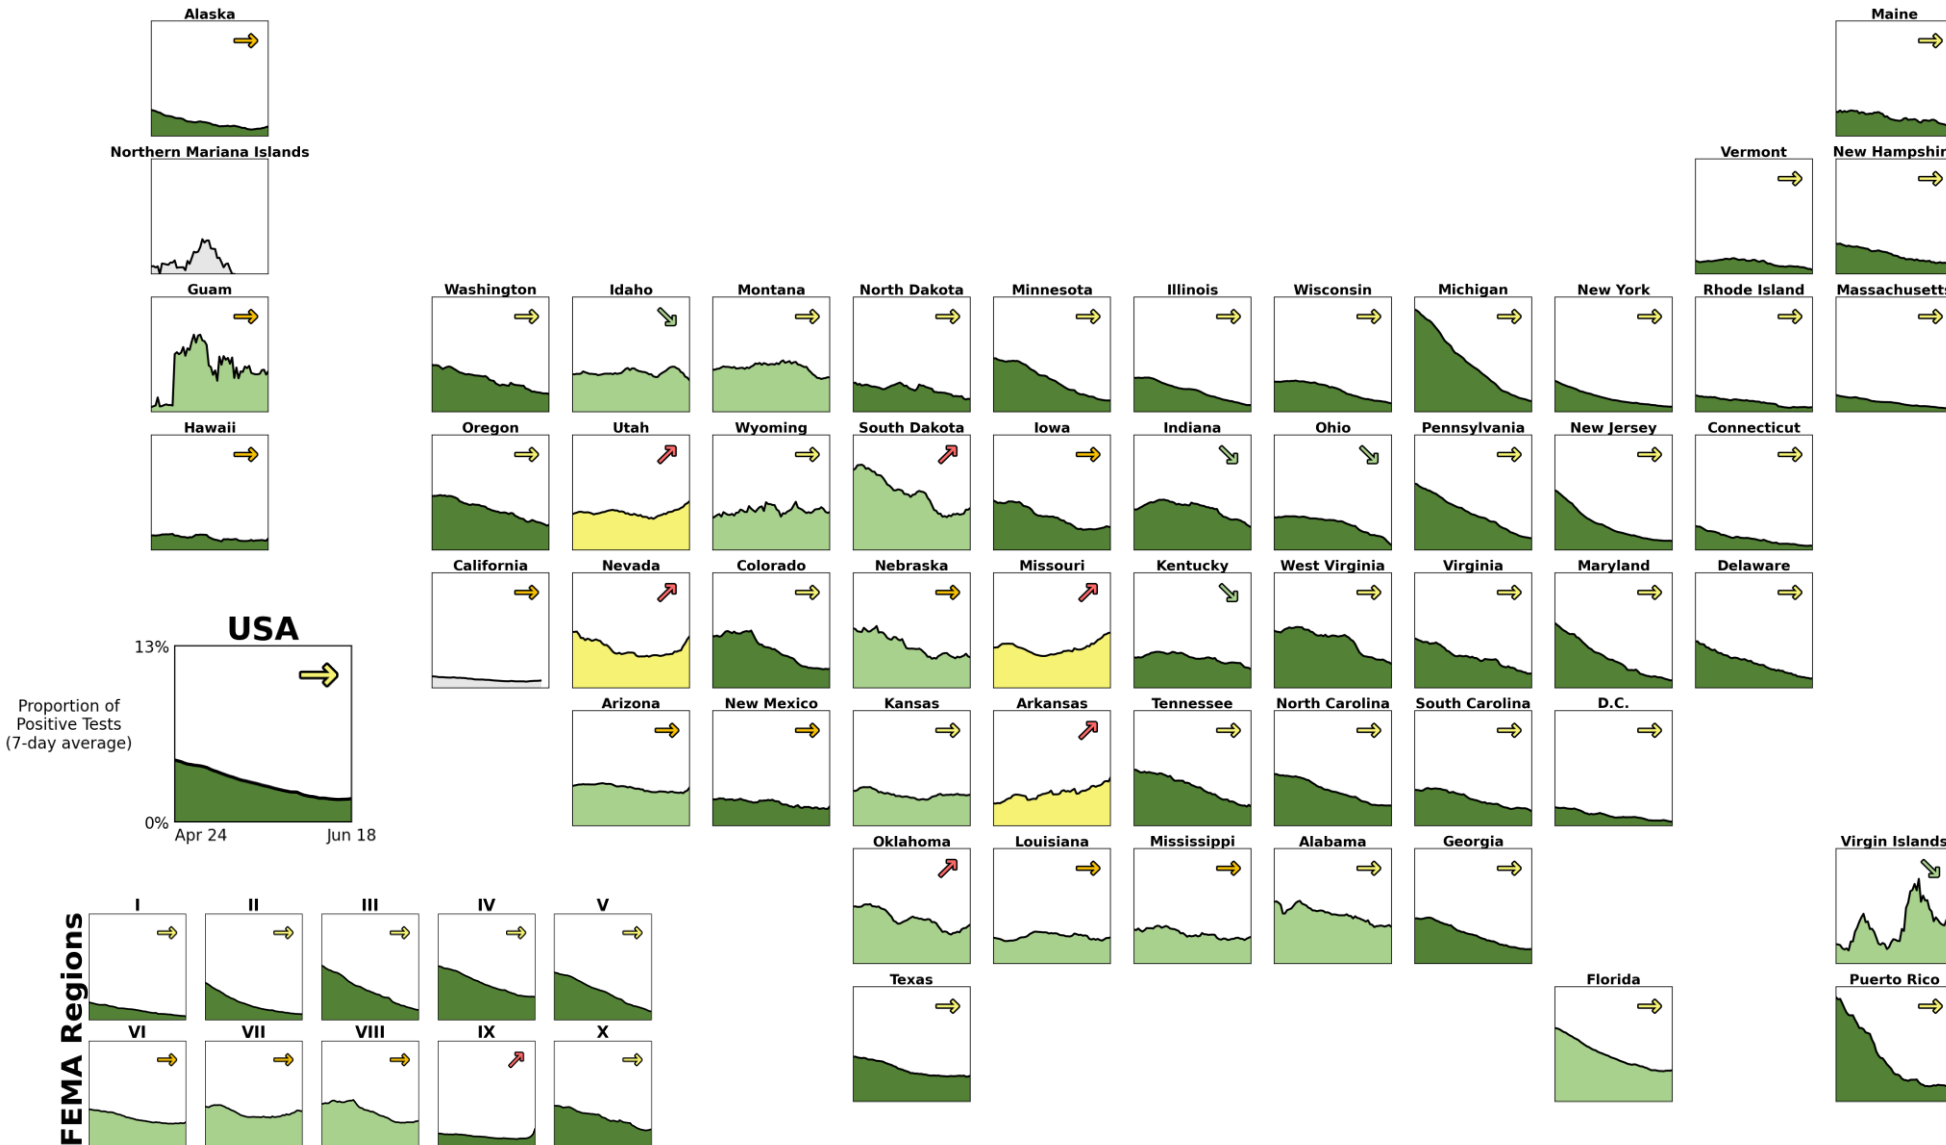 Alaska
Maine
Northern Mariana Islands
Vermont
New Hampshir
Guam
Washington
Idaho
Montana
North Dakota
Minnesota
Illinois
Wisconsin
Michigan
New York
Rhode Island
Massachusetts
Hawaii
Oregon
Utah
Wyoming
South Dakota
Iowa
Indiana
Ohio
Pennsylvania
New Jersey
Connecticut
California
Nevada
Colorado
Nebraska
Missouri
Kentucky
West Virginia
Virginia
Maryland
Delaware
USA
13%
Proportion of
Positive Tests
(7-day average)
0%
Apr 24
Jun 18
Arizona
New Mexico
Kansas
Arkansas
Tennessee
North Carolina
South Carolina
D.C.
Oklahoma
Louisiana
Mississippi
Alabama
Georgia
Virgin Islands
Texas
Florida
Puerto Rico
FEMA Regions
I
II
III
IV
V
VI
VII
VIII
IX
X